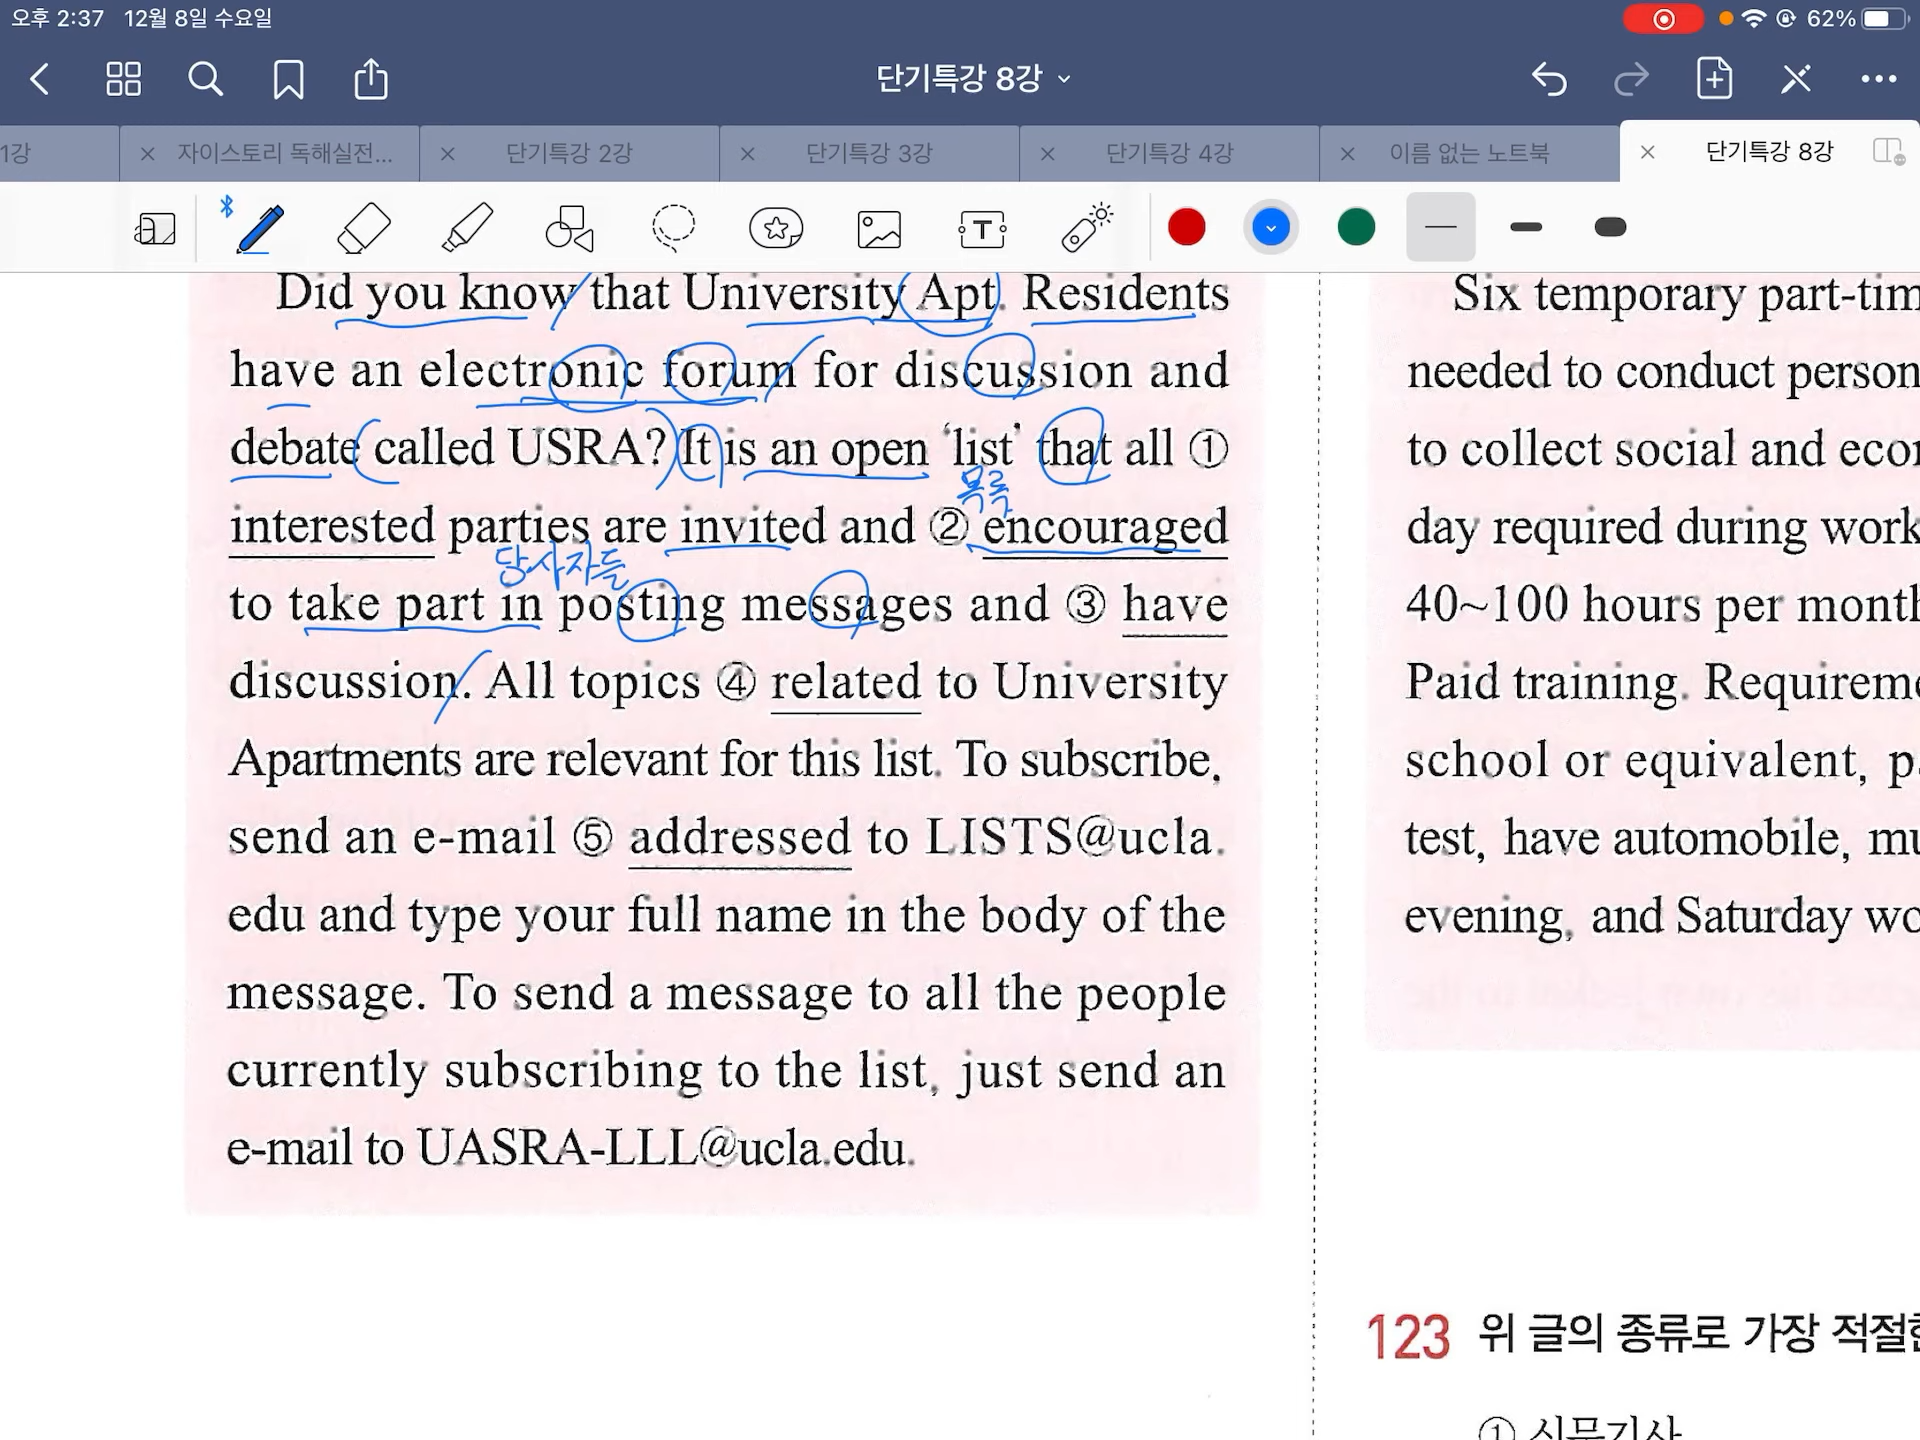 오후 2:37 12월 8일 수요일
62%
단기특강 8강
1강
자이스토리 독해실전...
단기특강 2강
단기특강 3강
단기특강 4강
이름 없는 노트북
단기특강 8강
Did you know that University Apt. Residents
have an electronic forum for discussion and
debate called USRA? It is an open ‘list’ that all ①
목록
interested parties are invited and ② encouraged
당사자들
to take part in posting messages and ③ have
discussion. All topics ④ related to University
Apartments are relevant for this list. To subscribe,
send an e-mail ⑤ addressed to LISTS@ucla.
edu and type your full name in the body of the
message. To send a message to all the people
currently subscribing to the list, just send an
e-mail to UASRA-LLL@ucla.edu.
Six temporary part-tim
needed to conduct person
to collect social and econ
day required during work
40~100 hours per month
Paid training. Requireme
school or equivalent, pa
test, have automobile, mu
evening, and Saturday wo
123 위 글의 종류로 가장 적절한
① 신문기사